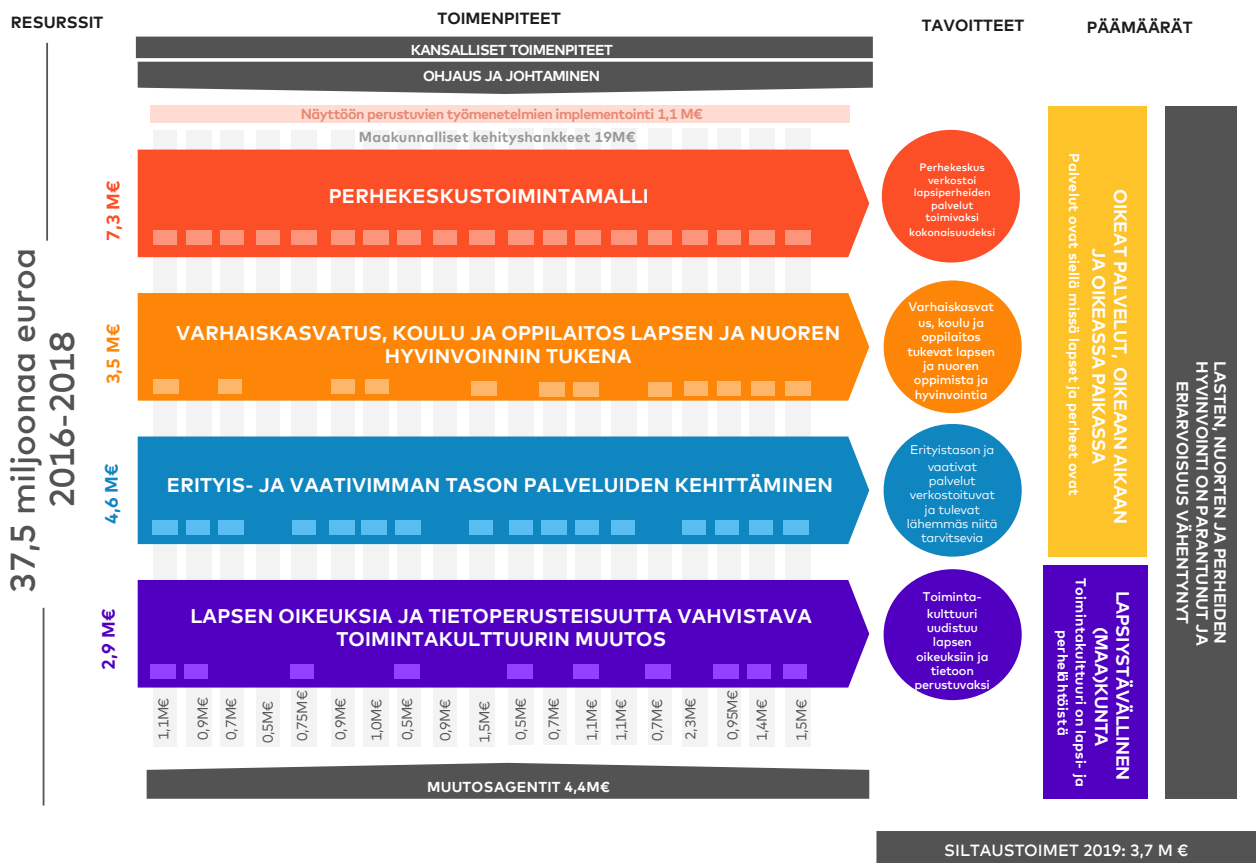 RESURSSIT
TOIMENPITEET
TAVOITTEET
PÄÄMÄÄRÄT
KANSALLISET TOIMENPITEET
OHJAUS JA JOHTAMINEN
Näyttöön perustuvien työmenetelmien implementointi 1,1 M€
Maakunnalliset kehityshankkeet 19M€
37,5 miljoonaa euroa
2016-2018
7,3 M€
PERHEKESKUSTOIMINTAMALLI
Perhekeskus
verkostoi
lapsiperheiden
palvelut
toimivaksi
kokonaisuudeksi
3,5 M€
VARHAISKASVATUS, KOULU JA OPPILAITOS LAPSEN JA NUOREN
HYVINVOINNIN TUKENA
Varhaiskasvat
us, koulu ja
oppilaitos
tukevat lapsen
ja nuoren
oppimista ja
hyvinvointia
4,6 M€
ERITYIS- JA VAATIVIMMAN TASON PALVELUIDEN KEHITTÄMINEN
Erityistason ja
vaativat
palvelut
verkostoituvat
ja tulevat
lähemmäs niitä
tarvitsevia
2,9 M€
LAPSEN OIKEUKSIA JA TIETOPERUSTEISUUTTA VAHVISTAVA
TOIMINTAKULTTUURIN MUUTOS
Toiminta-
kulttuuri
uudistuu
lapsen
oikeuksiin ja
tietoon
perustuvaksi
OIKEAT PALVELUT, OIKEAAN AIKAAN
JA OIKEASSA PAIKASSA
Palvelut ovat siellä missä lapset ja perheet ovat
LAPSIYSTÄVÄLLINEN
(MAA)KUNTA
Toimintakulttuuri on lapsi- ja
perhelähtöistä
LASTEN, NUORTEN JA PERHEIDEN
HYVINVOINTI ON PARANTUNUT JA
ERIARVOISUUS VÄHENTYNYT
1,1M€
0,9M€
0,7M€
0,5M€
0,75M€
0,9M€
1,0M€
0,5M€
0,9M€
1,5M€
0,5M€
0,7M€
1,1M€
1,1M€
0,7M€
2,3M€
0,95M€
1,4M€
1,5M€
MUUTOSAGENTIT 4,4M€
SILTAUSTOIMET 2019: 3,7 M €